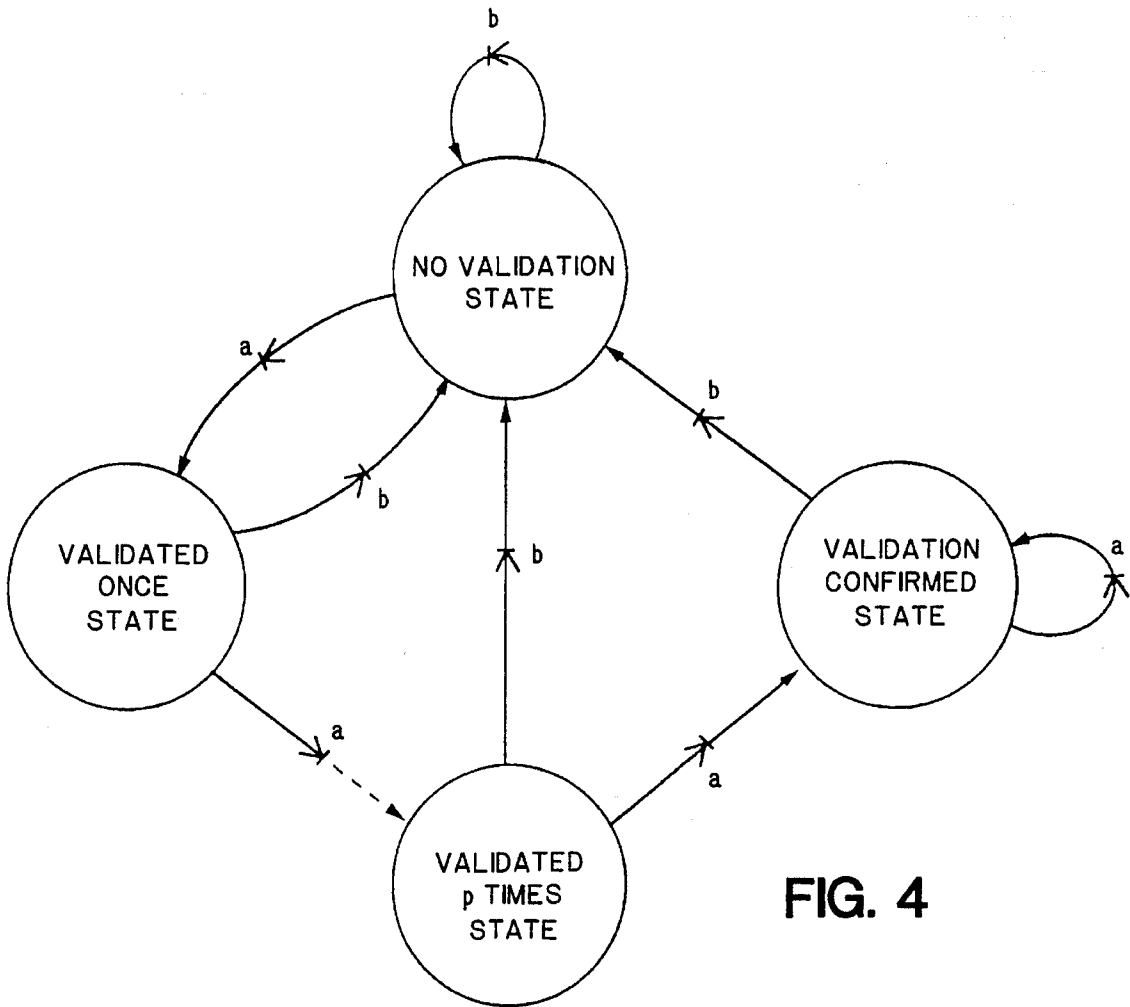 b
NO VALIDATION
STATE
a
b
b
b
VALIDATED
ONCE
STATE
VALIDATION
CONFIRMED
STATE
a
a
a
VALIDATED
p TIMES
STATE
FIG. 4